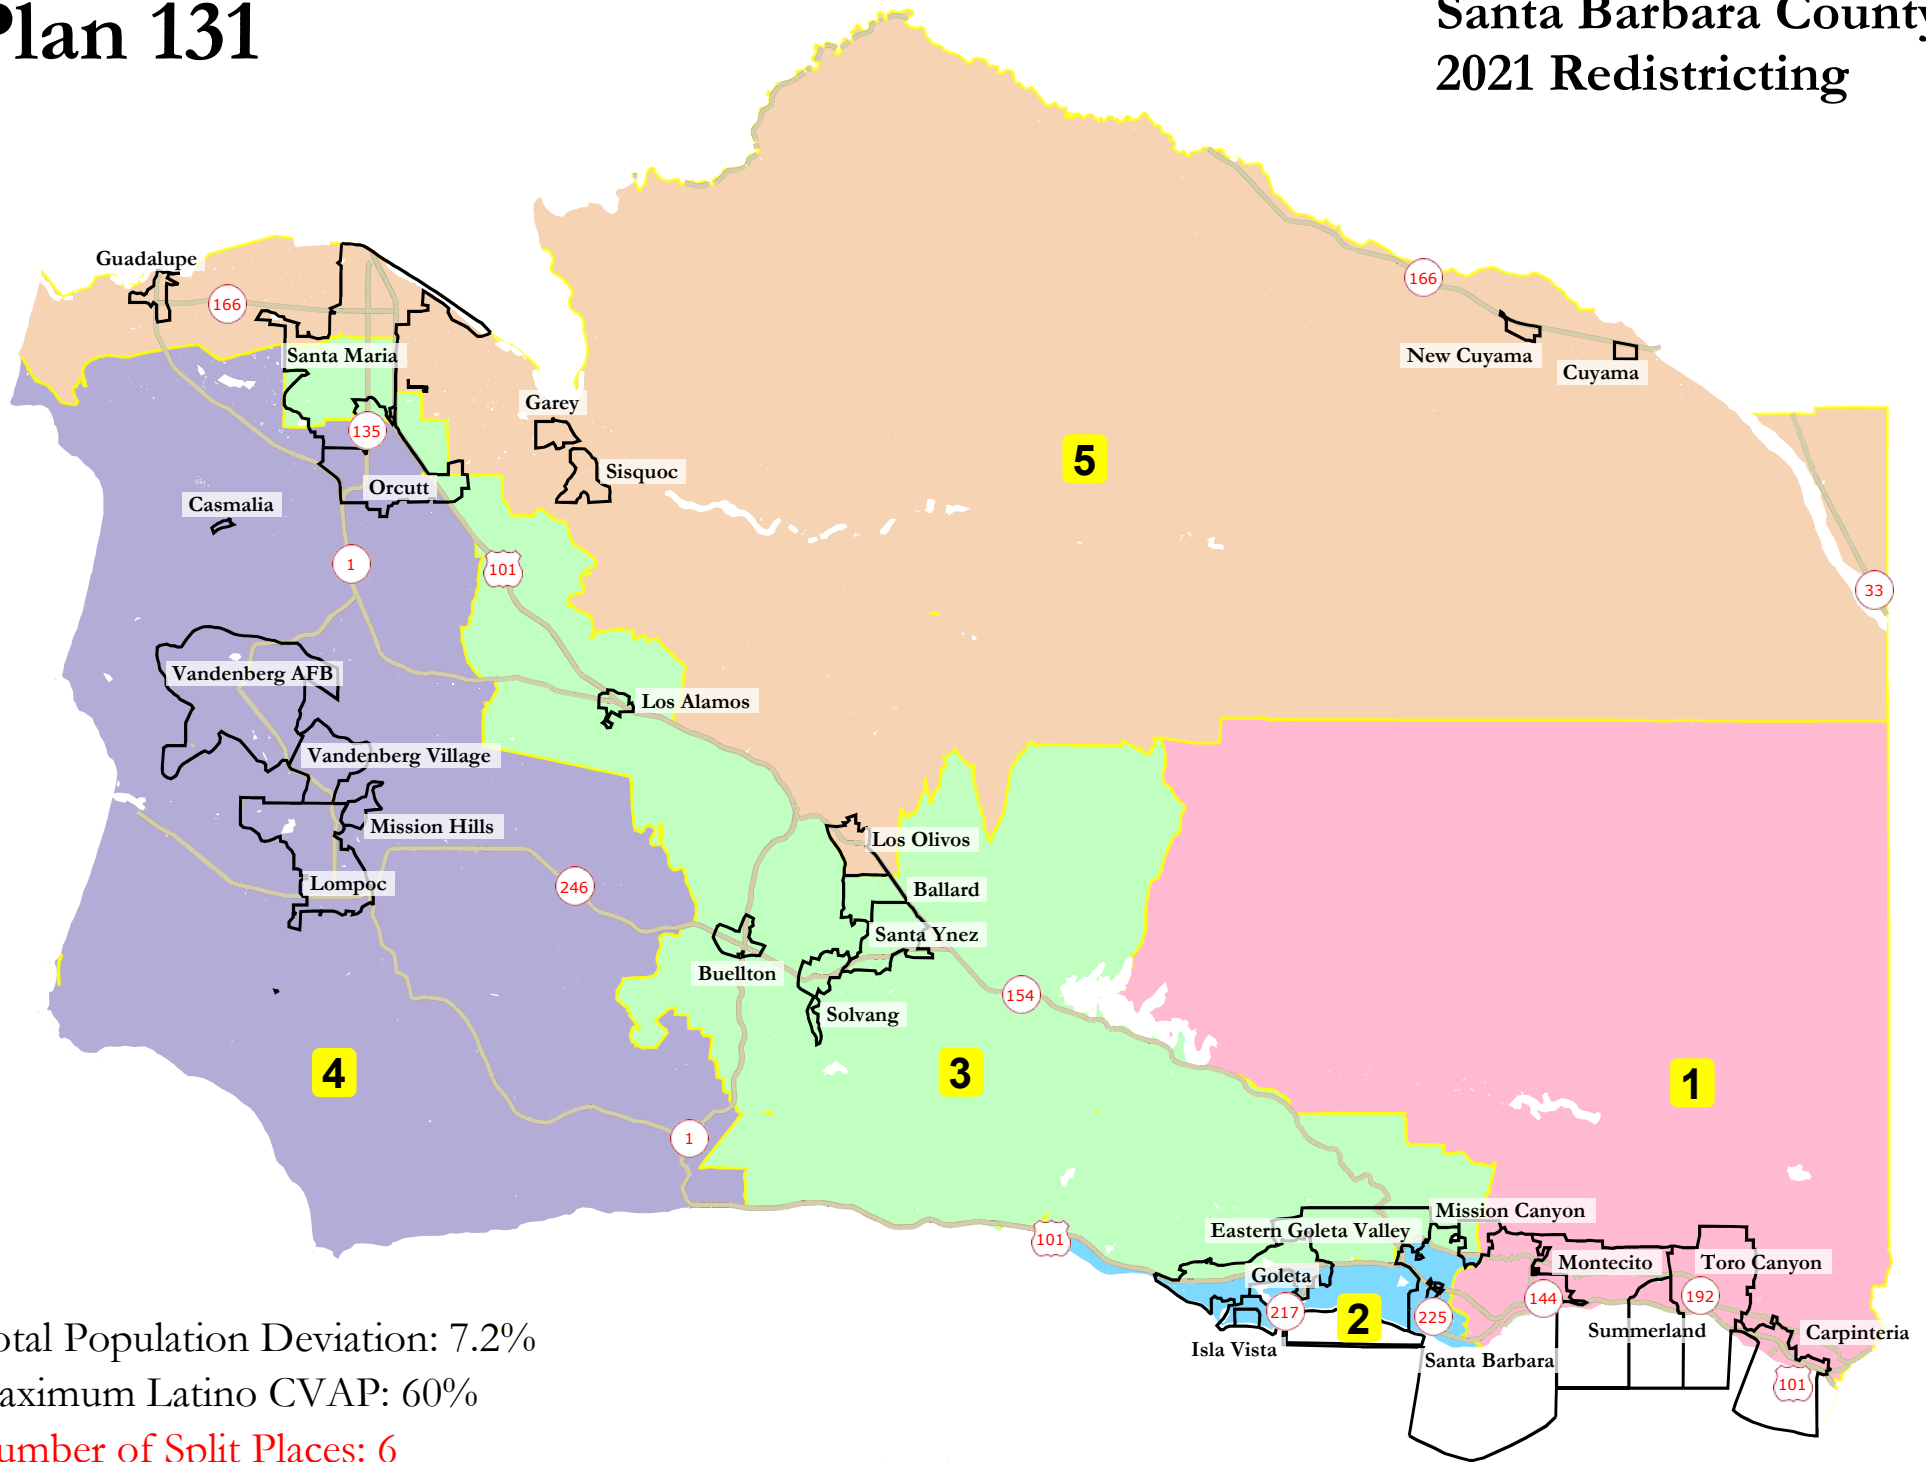 Plan 131
Santa Barbara County
2021 Redistricting
Guadalupe
166
Santa Maria
135
Orcutt
Casmalia
1
101
Garey
Sisquoc
5
166
New Cuyama
Cuyama
33
Vandenberg AFB
Vandenberg Village
Mission Hills
Lompoc
246
Los Alamos
Los Olivos
Ballard
Santa Ynez
Buellton
Solvang
154
4
3
1
1
101
Eastern Goleta Valley
Mission Canyon
Goleta
Montecito
Toro Canyon
217
2
225
144
192
Isla Vista
Santa Barbara
Summerland
Carpinteria
101
otal Population Deviation: 7.2%
aximum Latino CVAP: 60%
umber of Split Places: 6